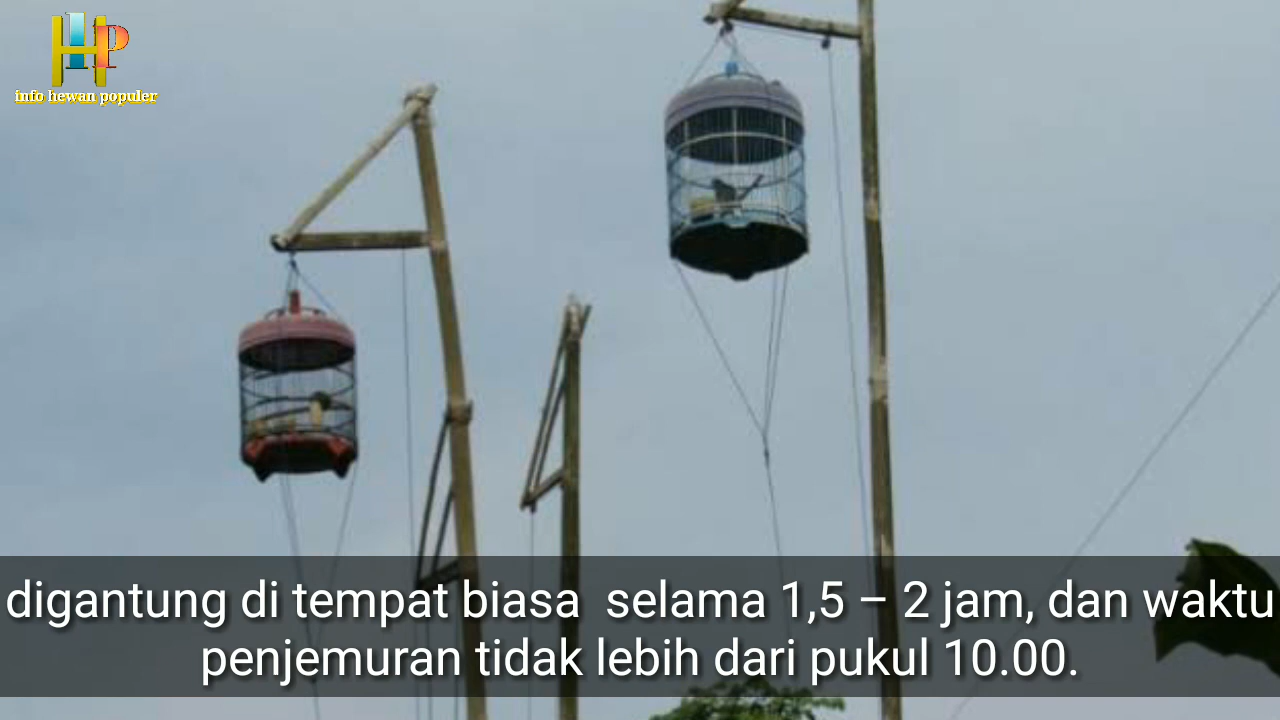 HP
info hewan populer
digantung di tempat biasa  selama 1,5 – 2 jam, dan waktu
penjemuran tidak lebih dari pukul 10.00.